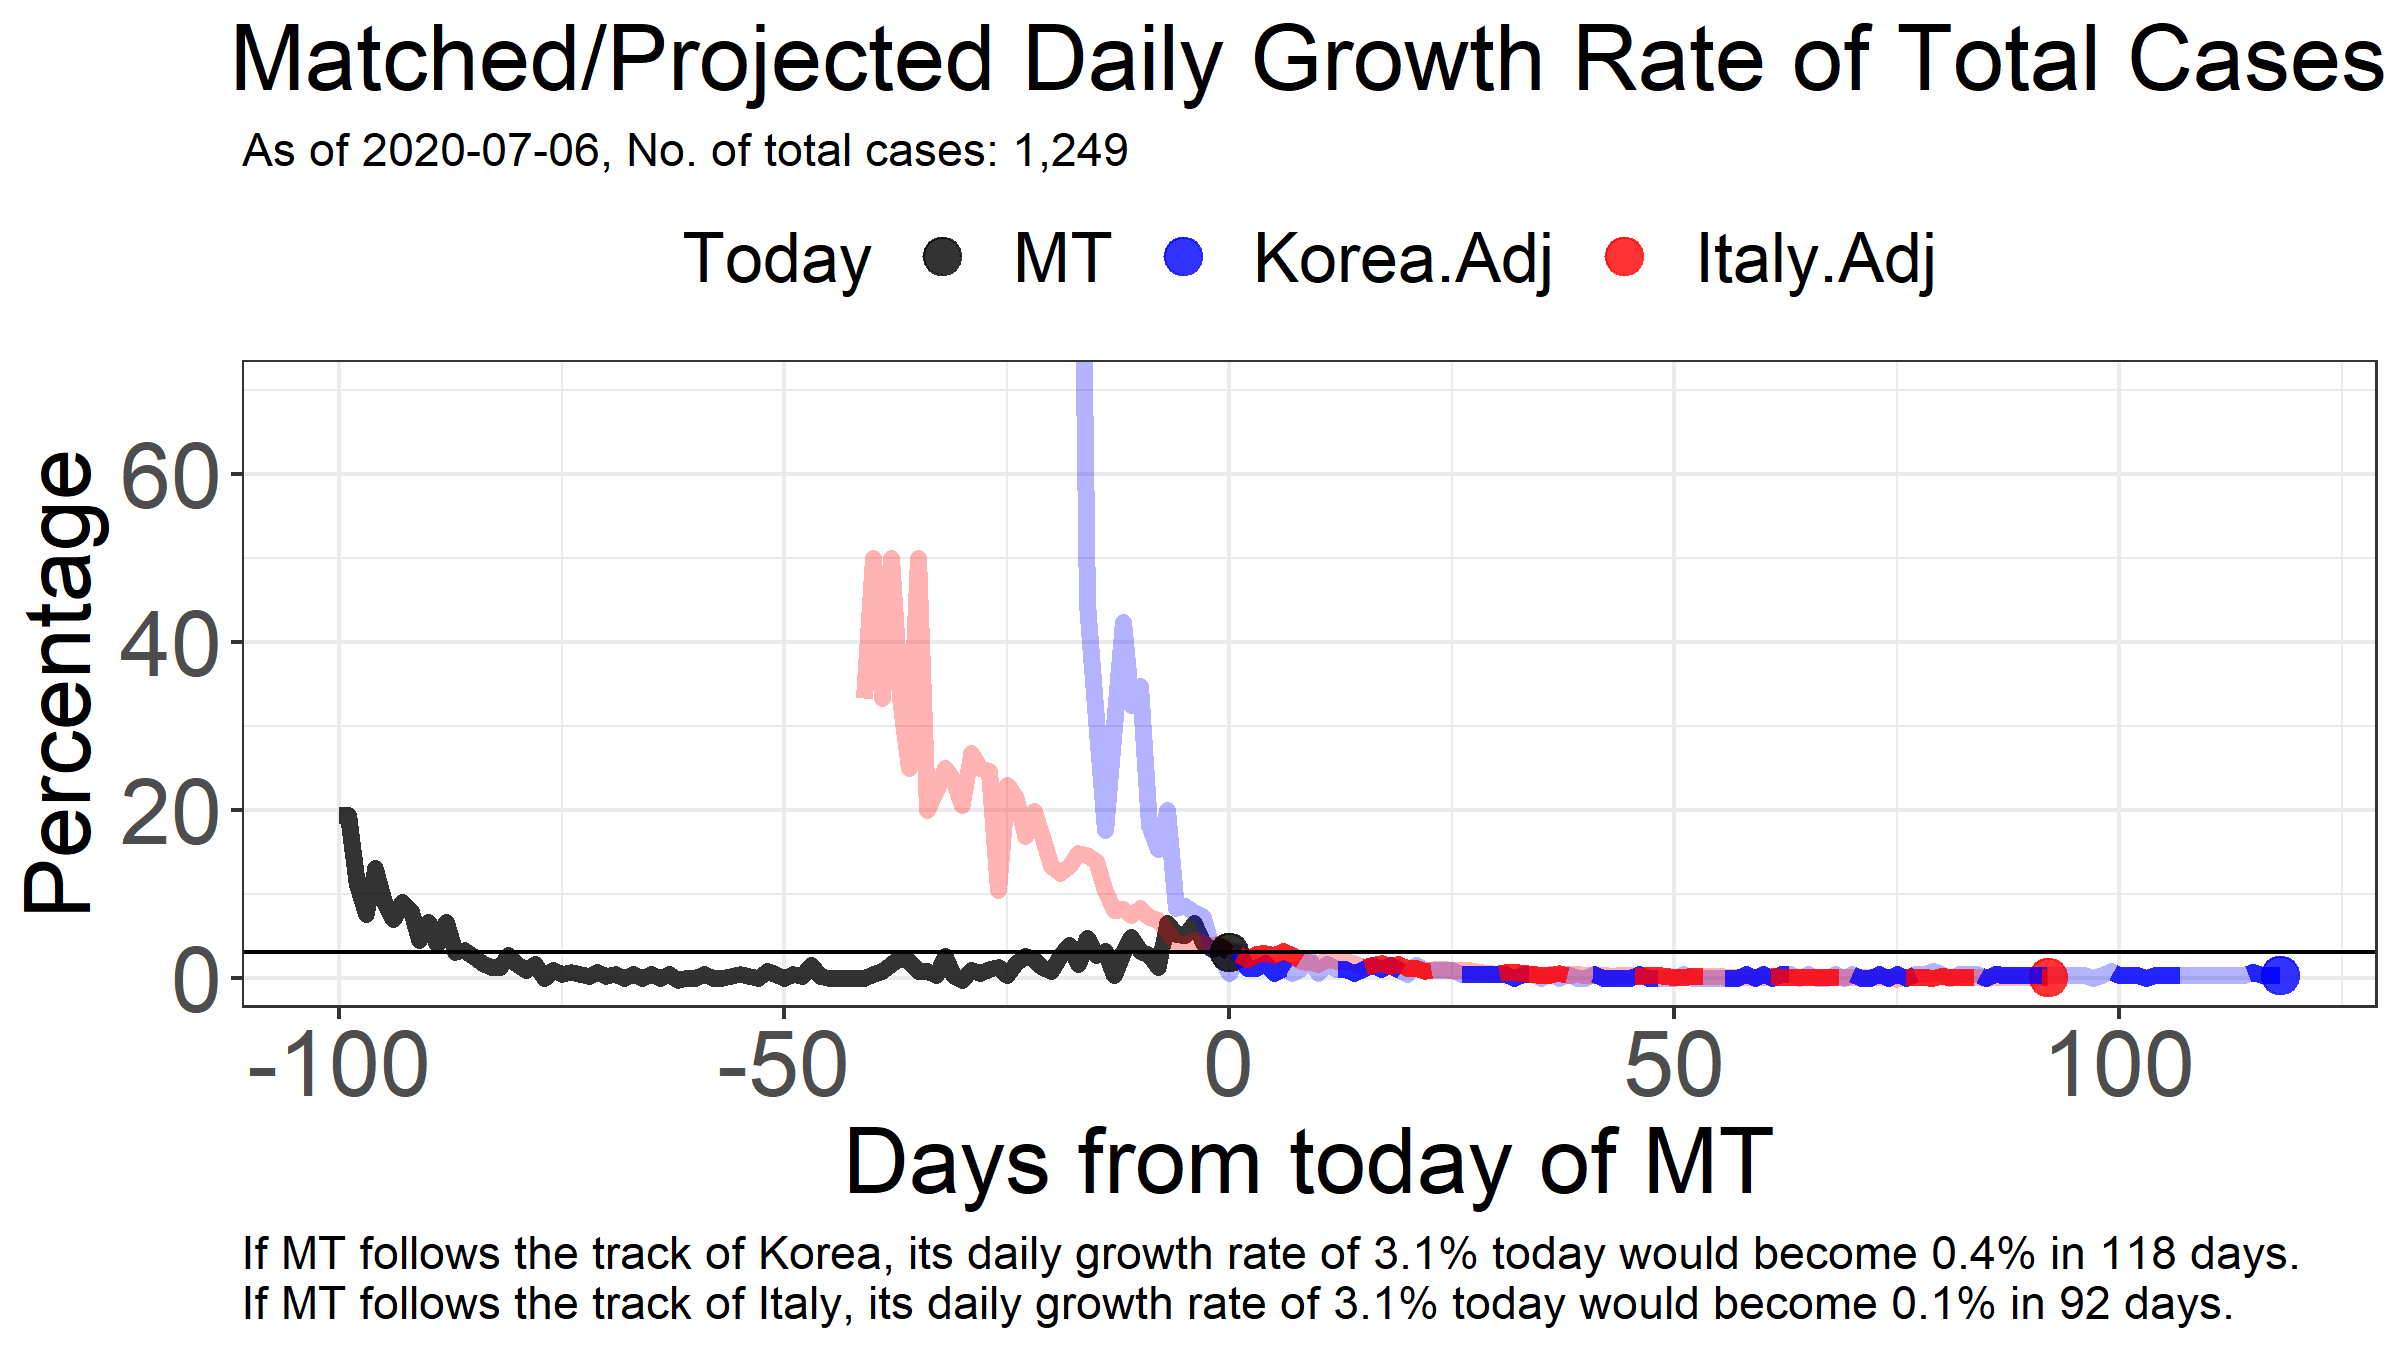 Matched/Projected Daily Growth Rate of Total Cases
As of 2020-07-06, No. of total cases: 1,249
Today MT Korea.Adj Italy.Adj
Percentage
60
40
20
0
-100 -50 0 50 100
Days from today of MT
If MT follows the track of Korea, its daily growth rate of 3.1% today would become 0.4% in 118 days.
If MT follows the track of Italy, its daily growth rate of 3.1% today would become 0.1% in 92 days.